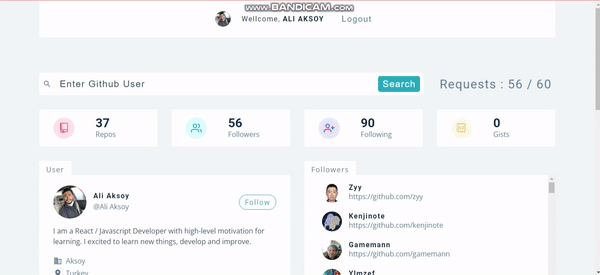 www.BANDICAM.com
Wellcome, ALI AKSOY Logout
Enter Github User Search Requests : 56 / 60
37 Repos
56 Followers
90 Following
0 Gists
User
Ali Aksoy
@Ali Aksoy
Follow
I am a React / Javascript Developer with high-level motivation for
learning. I excited to learn new things, develop and improve.
Aksoy
Turkey
Followers
Zyy
https://github.com/zyy
Kenjinote
https://github.com/kenjinote
Gamemann
https://github.com/gamemann
Ylmzef